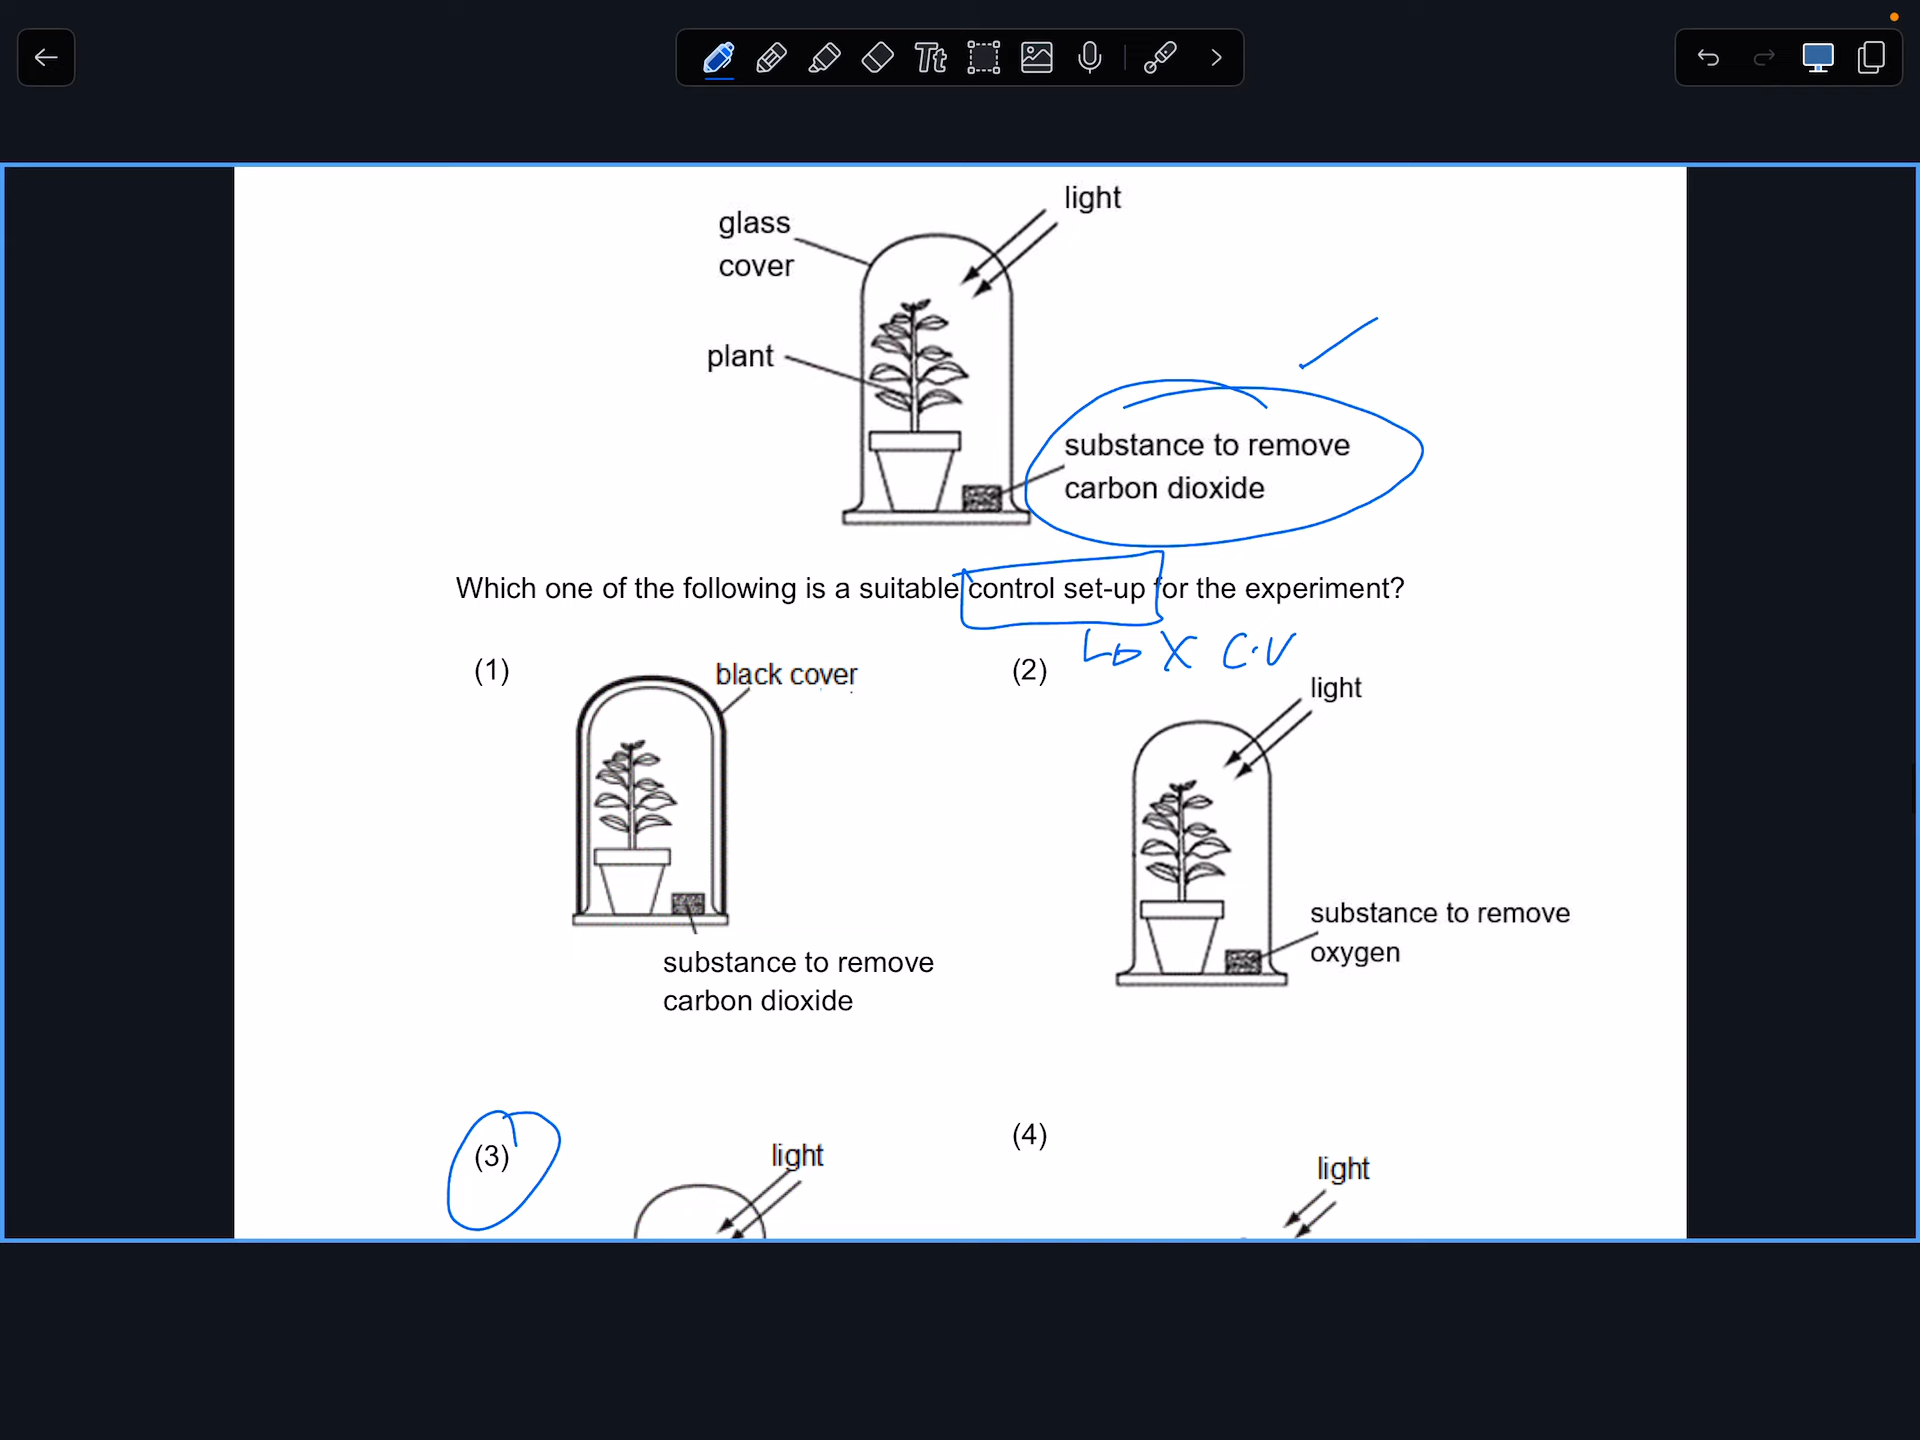 Tt
light
glass
cover
plant
substance to remove
carbon dioxide
Which one of the following is a suitable control set-up for the experiment?
X C.V
(1)
black cover
(2)
light
substance to remove
oxygen
substance to remove
carbon dioxide
(3)
light
(4)
light